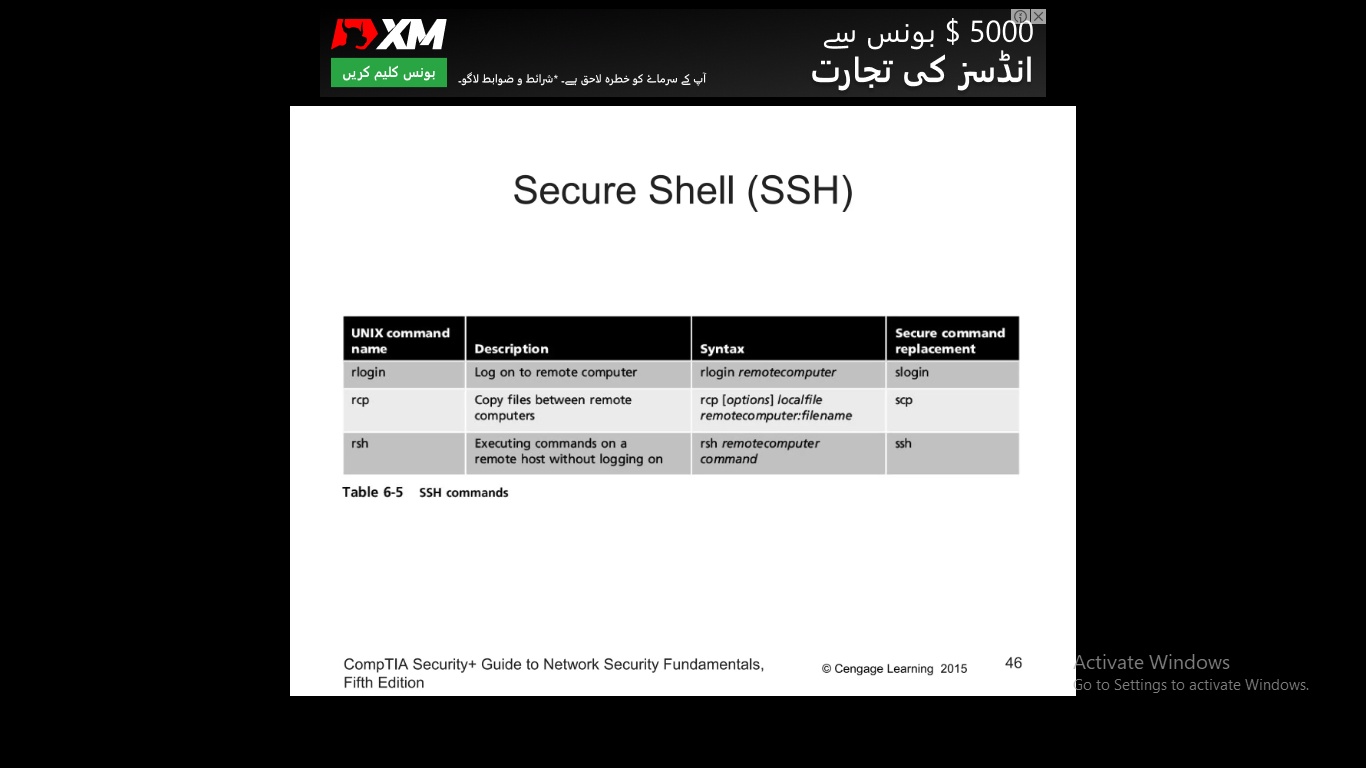 XM
5000 $ بونس سے
انڈسز کی تجارت
بونس کلیم کریں
آپ کے سرمائے کو خطرہ لاحق ہے۔ *شرائط و ضوابط لاگو۔
Secure Shell (SSH)
UNIX command name Description Syntax Secure command replacement
rlogin Log on to remote computer rlogin remotecomputer slogin
rcp Copy files between remote computers rcp [options] localfile remotecomputer:filename scp
rsh Executing commands on a remote host without logging on rsh remotecomputer command ssh
Table 6-5 SSH commands
CompTIA Security+ Guide to Network Security Fundamentals,
Fifth Edition
© Cengage Learning 2015
46
Activate Windows
Go to Settings to activate Windows.